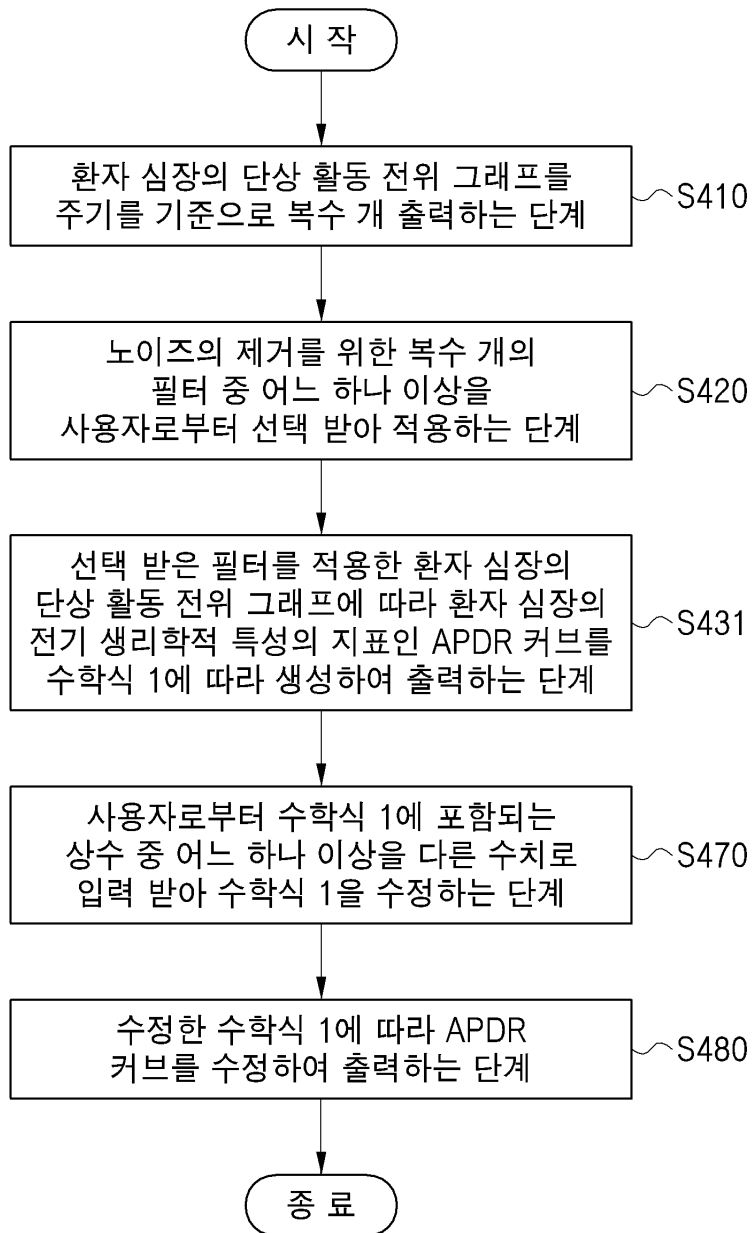 시 작
환자 심장의 단상 활동 전위 그래프를
주기를 기준으로 복수 개 출력하는 단계
S410
노이즈의 제거를 위한 복수 개의
필터 중 어느 하나 이상을
사용자로부터 선택 받아 적용하는 단계
S420
선택 받은 필터를 적용한 환자 심장의
단상 활동 전위 그래프에 따라 환자 심장의
전기 생리학적 특성의 지표인 APDR 커브를
수학식 1에 따라 생성하여 출력하는 단계
S431
사용자로부터 수학식 1에 포함되는
상수 중 어느 하나 이상을 다른 수치로
입력 받아 수학식 1을 수정하는 단계
S470
수정한 수학식 1에 따라 APDR
커브를 수정하여 출력하는 단계
S480
종 료